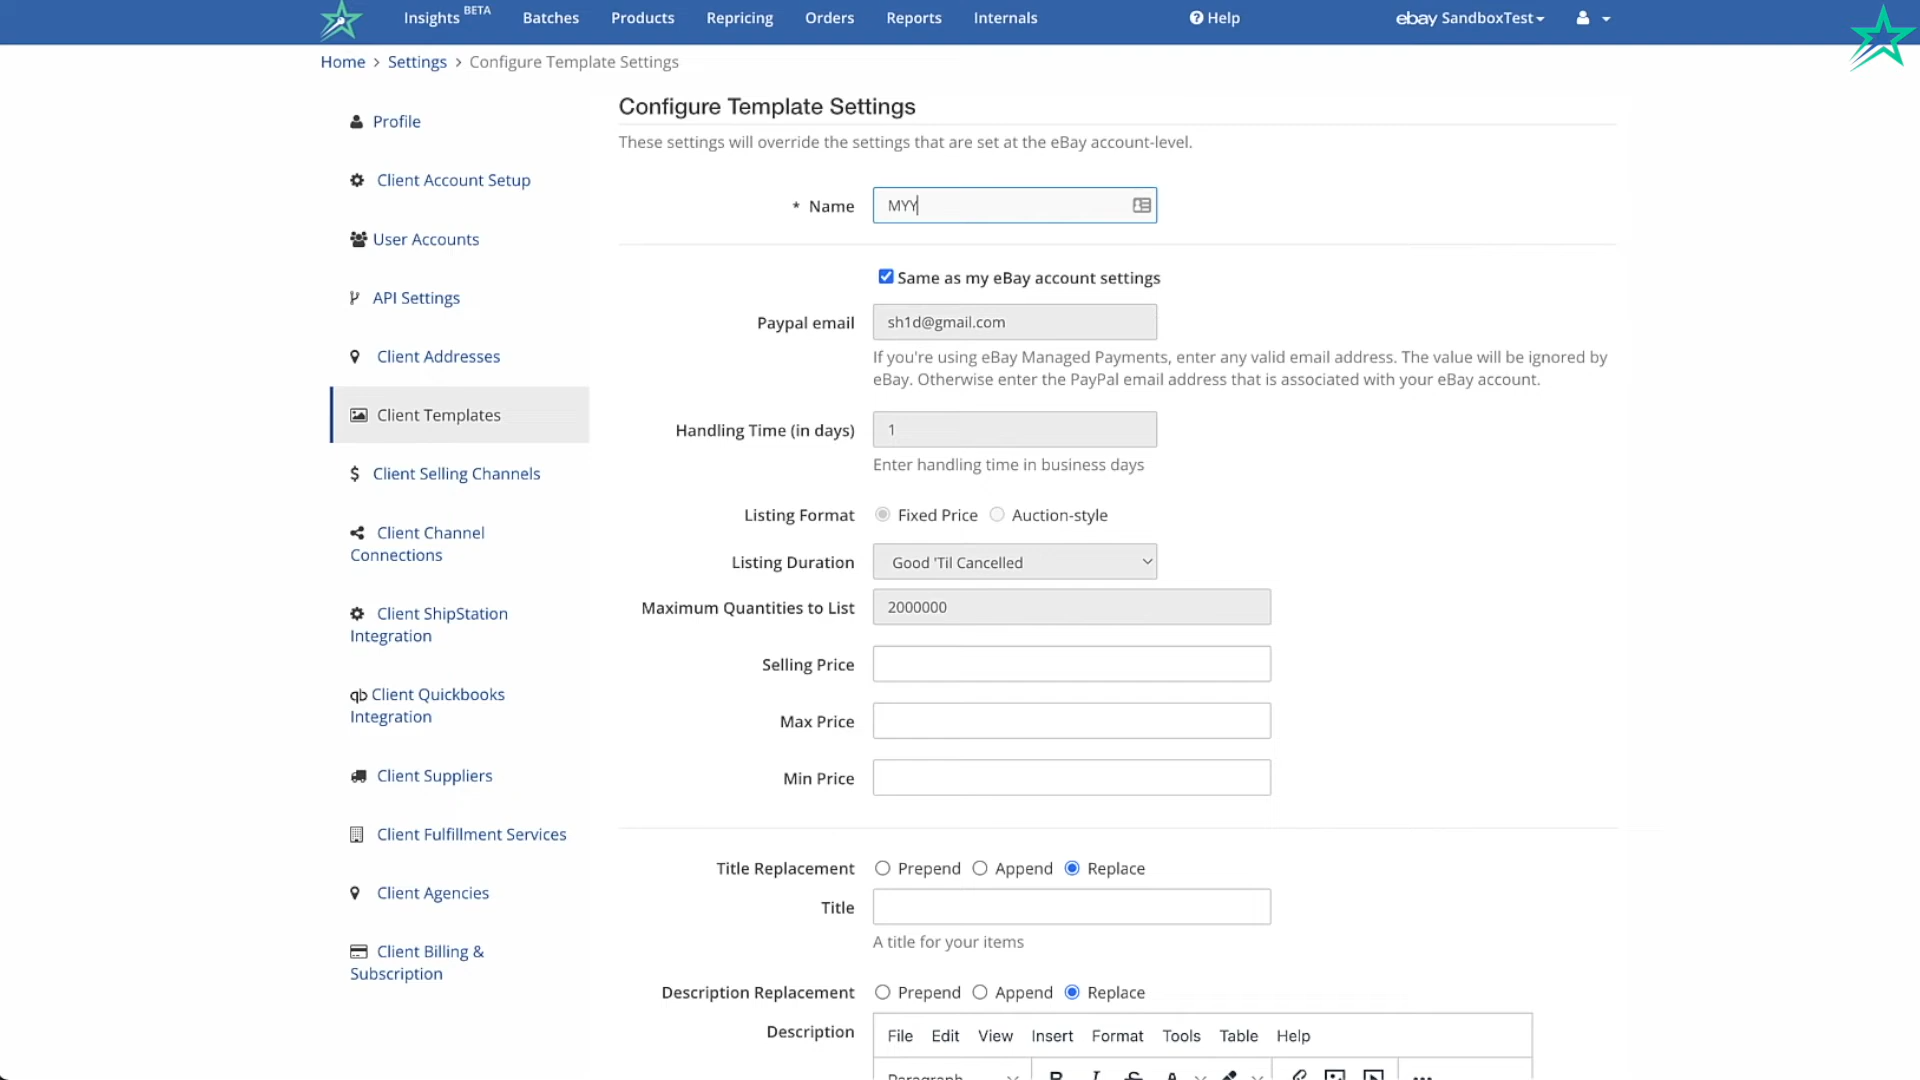 Insights BETA Batches Products Repricing Orders Reports Internals Help ebay SandboxTest
Home > Settings > Configure Template Settings
Profile
Client Account Setup
User Accounts
API Settings
Client Addresses
Client Templates
Client Selling Channels
Client Channel
Connections
Client ShipStation
Integration
qb Client Quickbooks
Integration
Client Suppliers
Client Fulfillment Services
Client Agencies
Client Billing &
Subscription
Configure Template Settings
These settings will override the settings that are set at the eBay account-level.
* Name MYY
Same as my eBay account settings
Paypal email sh1d@gmail.com
If you're using eBay Managed Payments, enter any valid email address. The value will be ignored by
eBay. Otherwise enter the PayPal email address that is associated with your eBay account.
Handling Time (in days) 1
Enter handling time in business days
Listing Format Fixed Price Auction-style
Listing Duration Good 'Til Cancelled
Maximum Quantities to List 2000000
Selling Price
Max Price
Min Price
Title Replacement Prepend Append Replace
Title
A title for your items
Description Replacement Prepend Append Replace
Description File Edit View Insert Format Tools Table Help
Paragraph B I S A